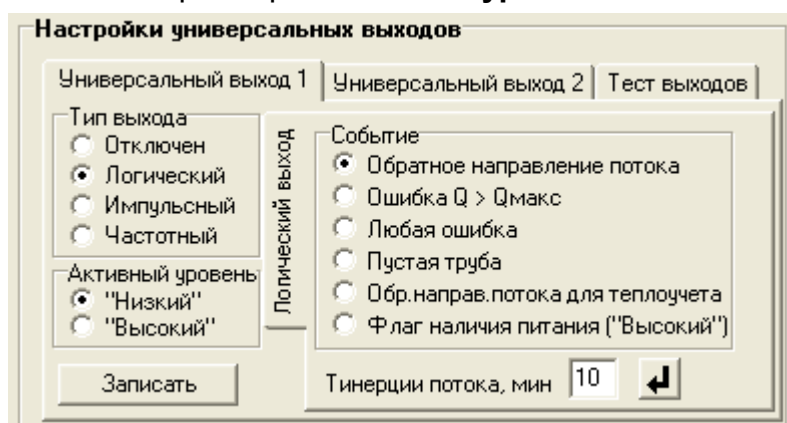 Настройки универсальных выходов
Универсальный выход 1
Универсальный выход 2
Тест выходов
Тип выхода
Отключен
Логический
Импульсный
Частотный
Активный уровень
"Низкий"
"Высокий"
Записать
Логический выход
Событие
Обратное направление потока
Ошибка Q > Qмакс
Любая ошибка
Пустая труба
Обр.направ.потока для теплоучета
Флаг наличия питания ("Высокий")
Тинерции потока, мин
10